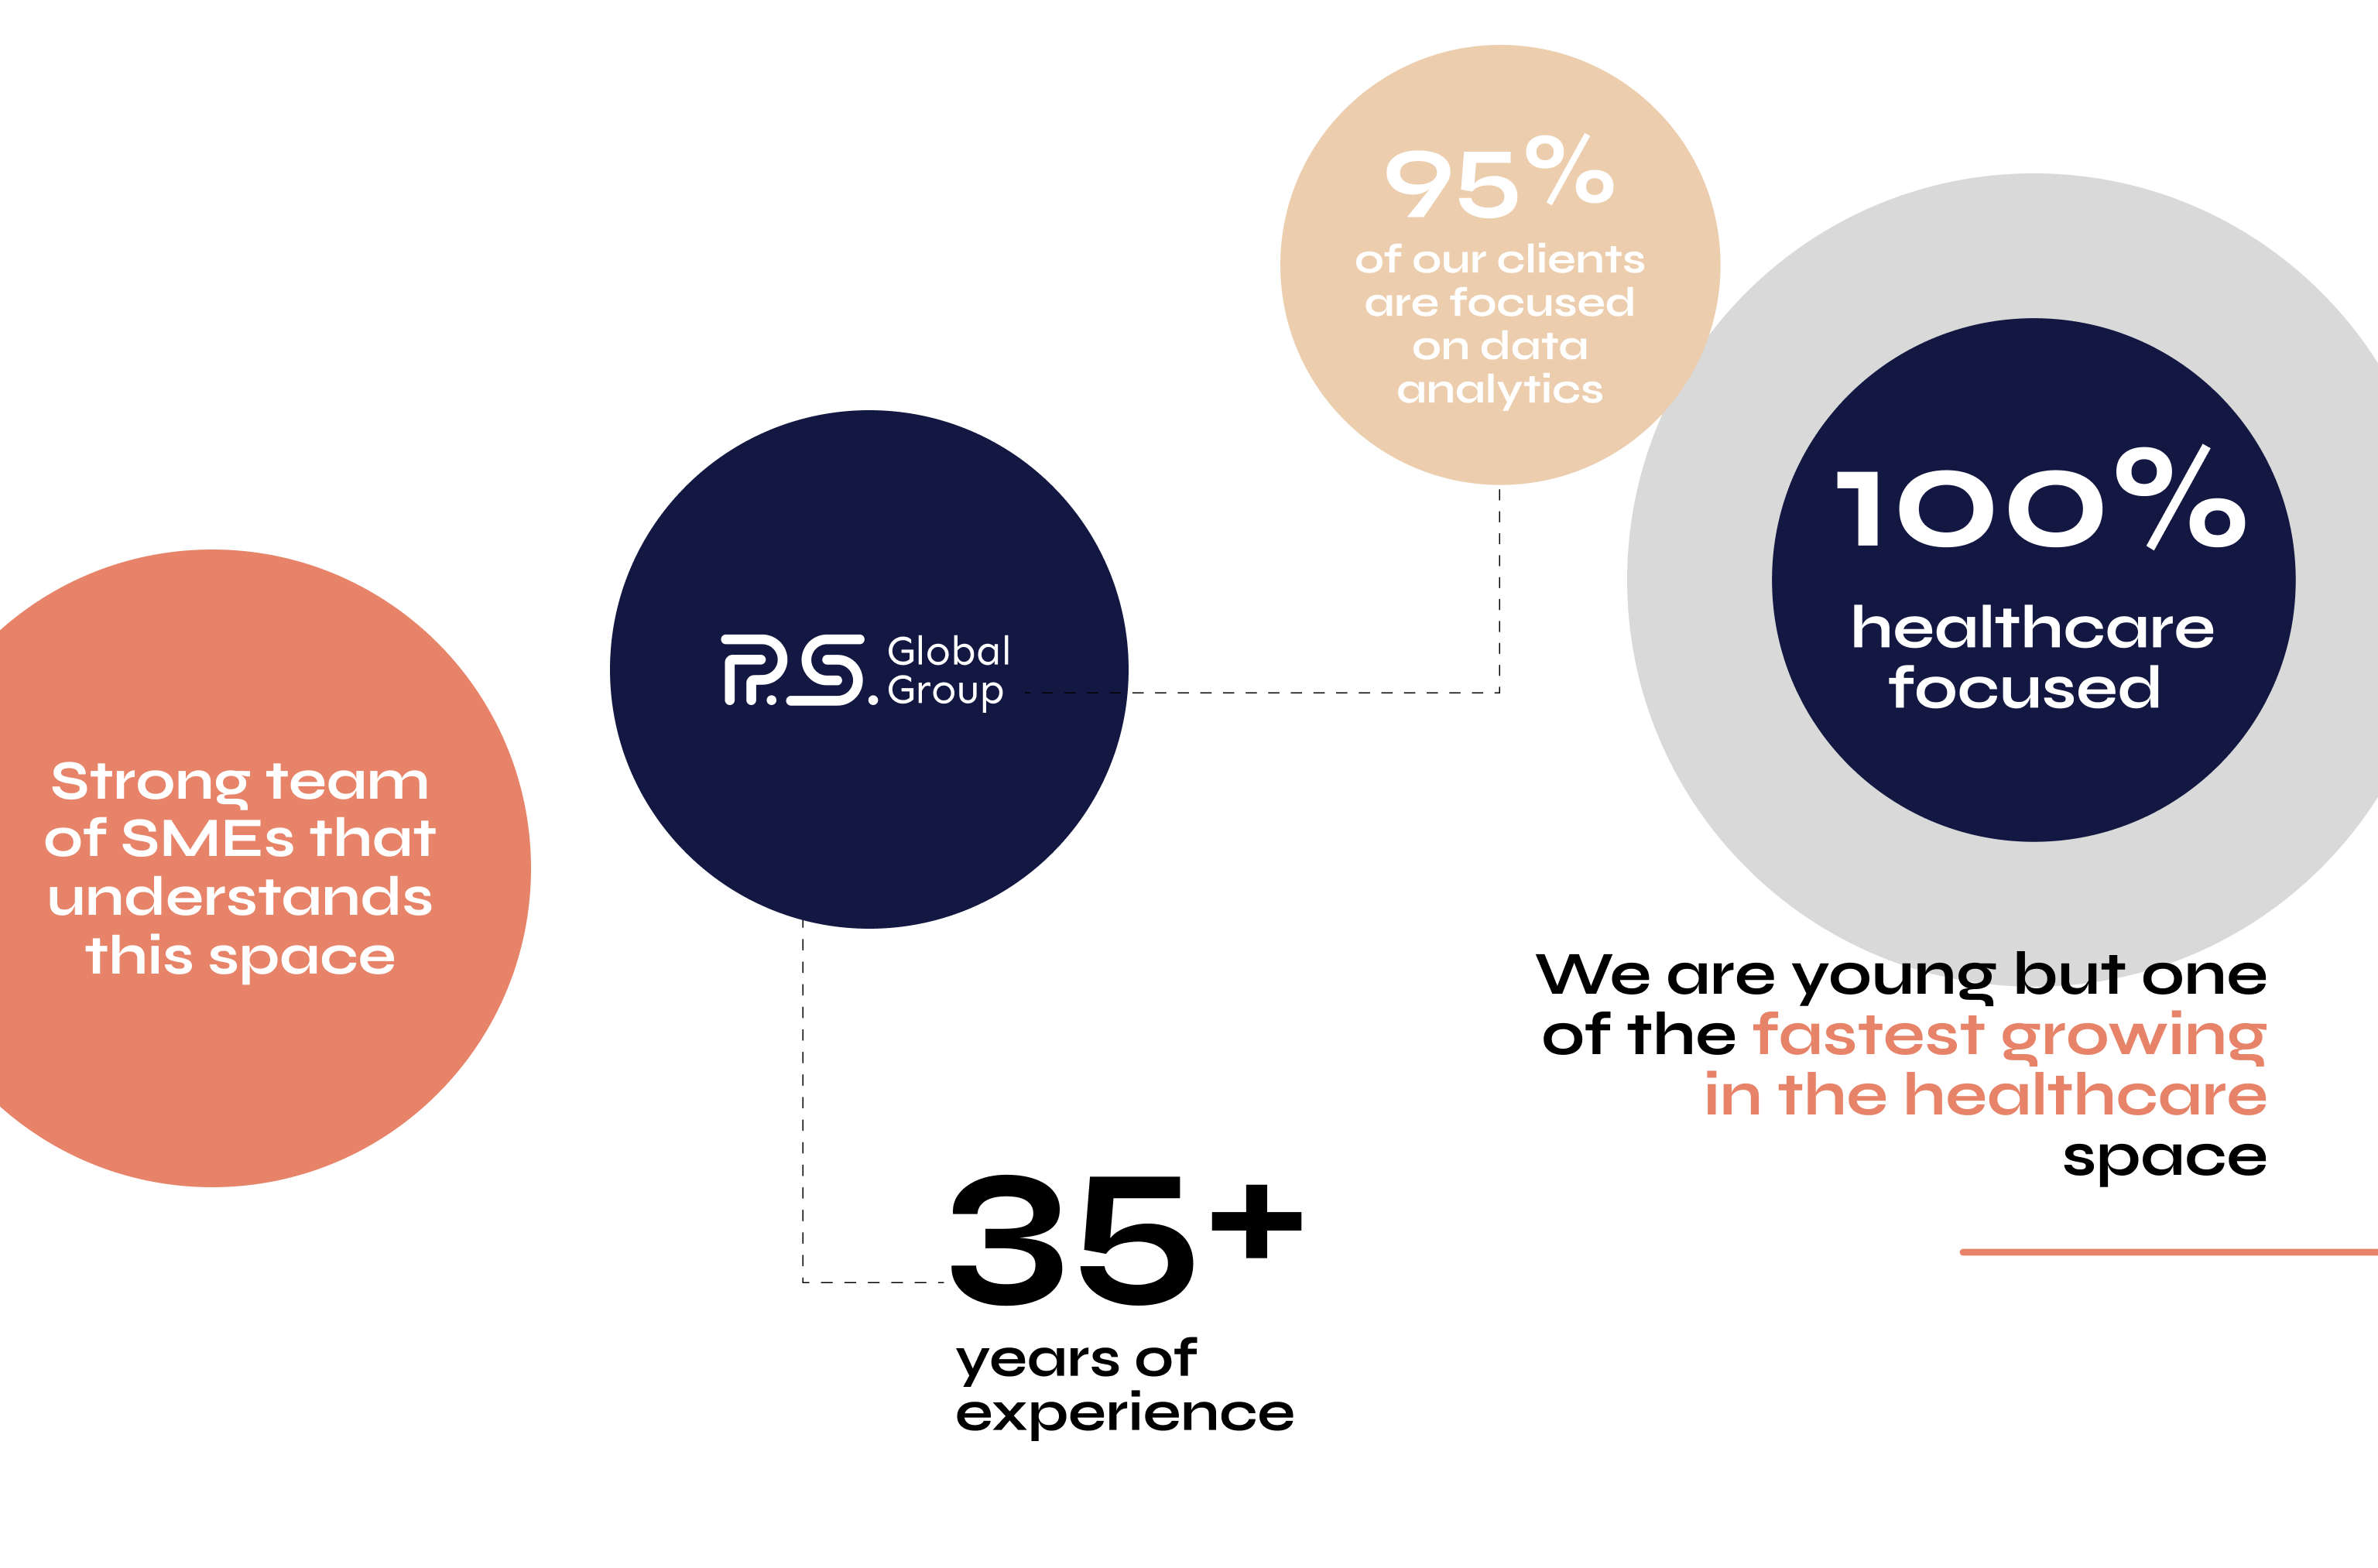 95%
of our clients
are focused
on data
analytics
100%
healthcare
focused
P.S. Global
Group
Strong team
of SMEs that
understands
this space
We are young but one
of the fastest growing
in the healthcare
space
35+
years of
experience